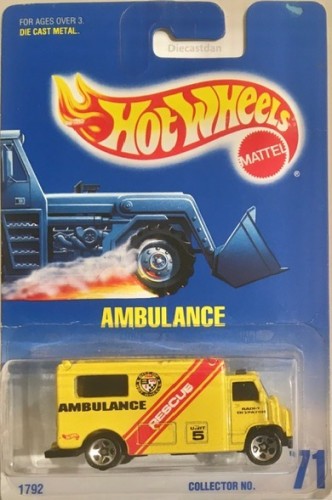 FOR AGES OVER 3.
DIE CAST METAL.
Diecastdan
HOT WHEELS
MATTEL
®
AMBULANCE
AMBULANCE
RESCUE
UNIT
5
1792
COLLECTOR NO.
71